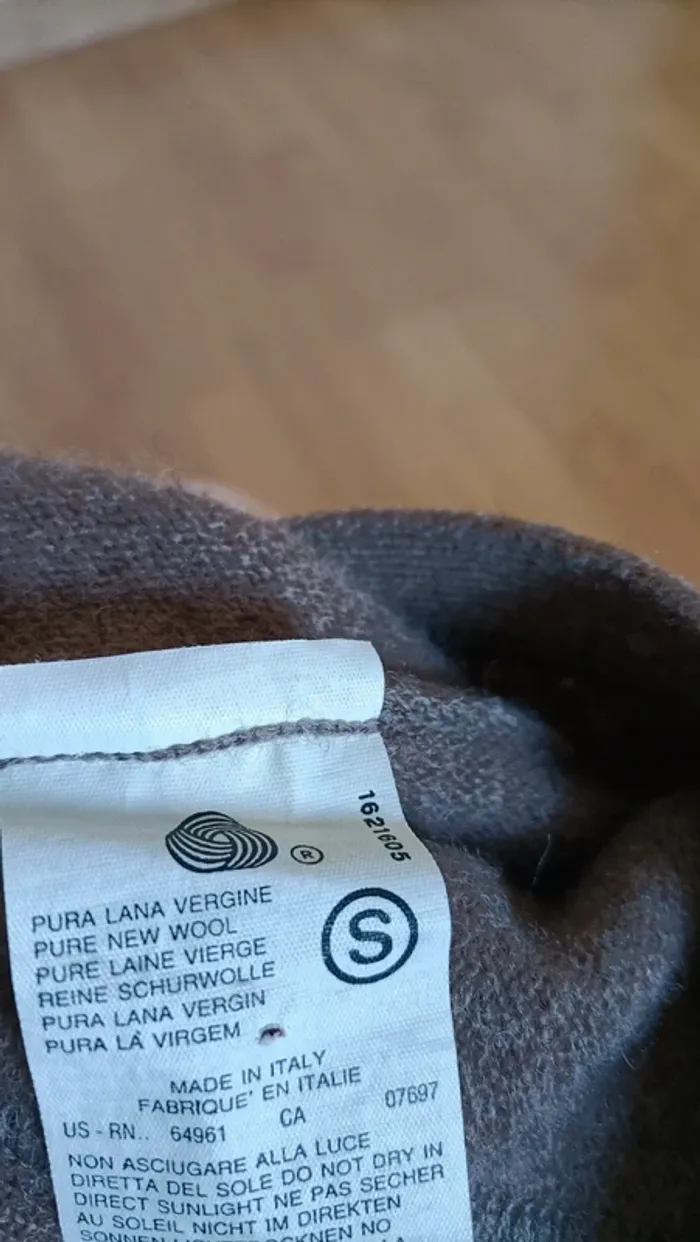 ®
1621605
S
PURA LANA VERGINE
PURE NEW WOOL
PURE LAINE VIERGE
REINE SCHURWOLLE
PURA LANA VERGIN
PURA LÃ VIRGEM
MADE IN ITALY
FABRIQUE' EN ITALIE
US - RN.. 64961 CA 07697
NON ASCIUGARE ALLA LUCE
DIRETTA DEL SOLE DO NOT DRY IN
DIRECT SUNLIGHT NE PAS SECHER
AU SOLEIL NICHT IM DIREKTEN
NO